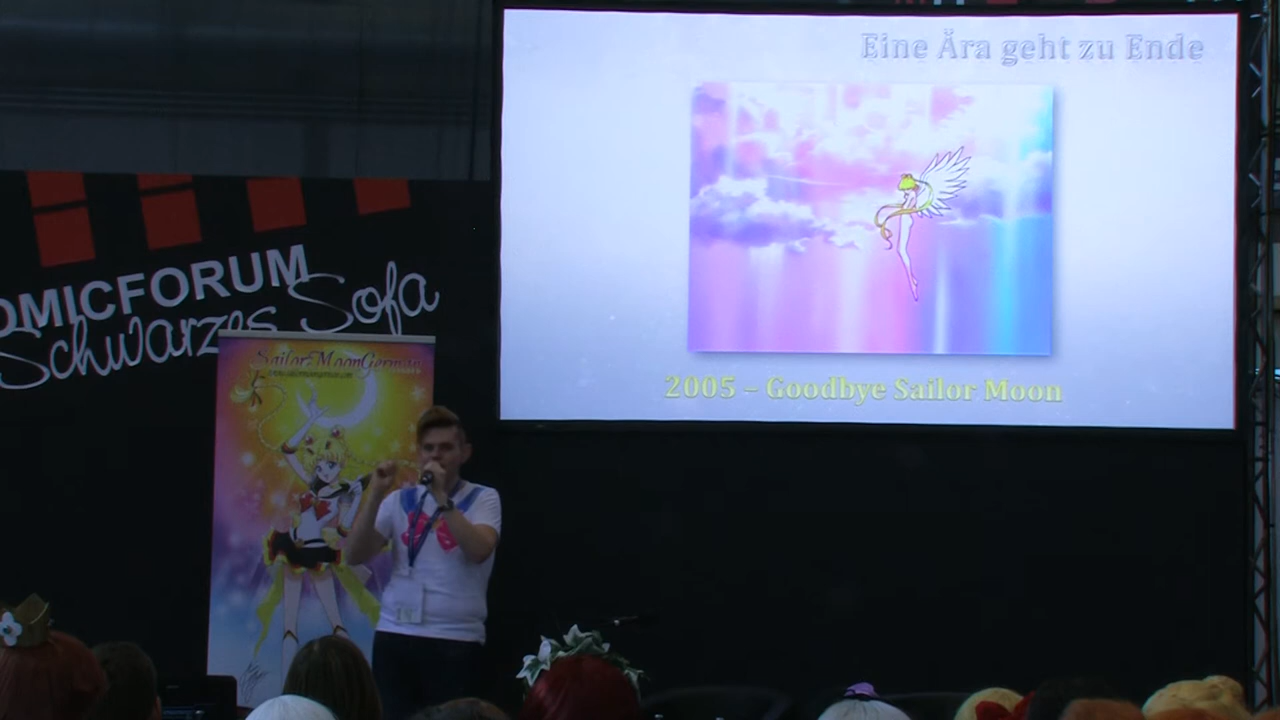 Eine Ära geht zu Ende
2005 – Goodbye Sailor Moon
OMICFORUM
Schwarzes Sofa
SailorMoonGerman